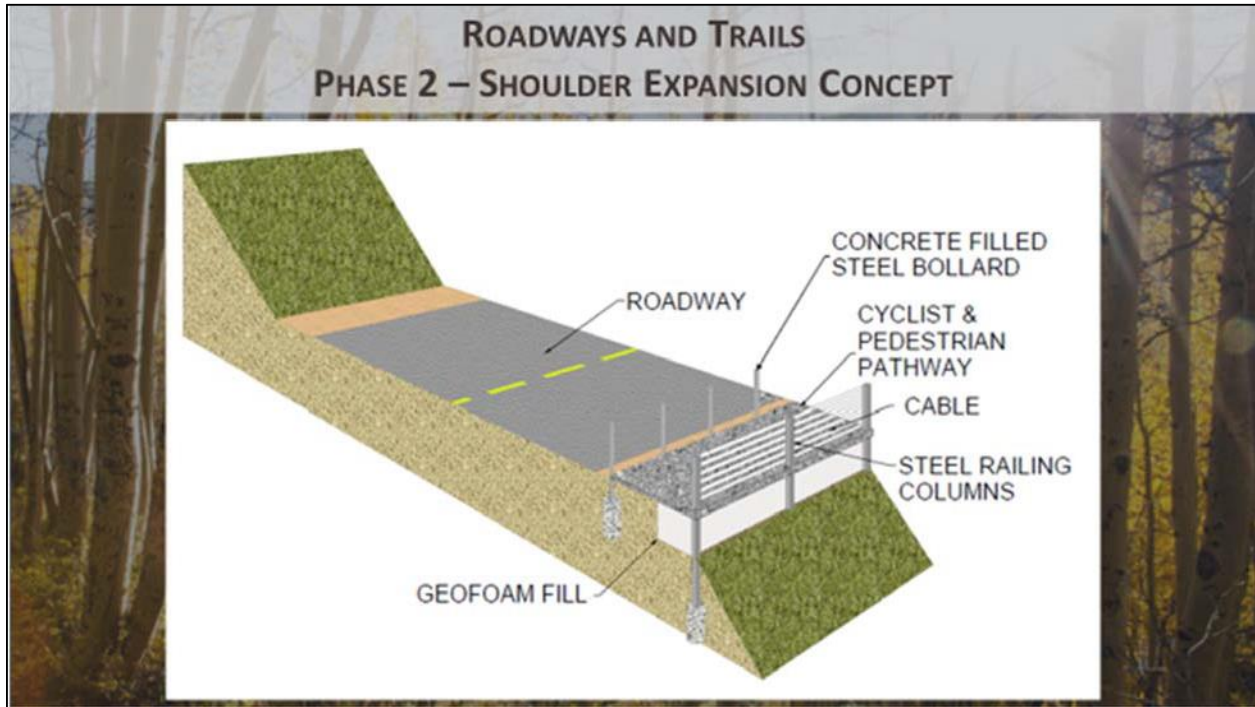 ROADWAYS AND TRAILS
PHASE 2 – SHOULDER EXPANSION CONCEPT
CONCRETE FILLED
STEEL BOLLARD
ROADWAY
CYCLIST &
PEDESTRIAN
PATHWAY
CABLE
STEEL RAILING
COLUMNS
GEOFOAM FILL